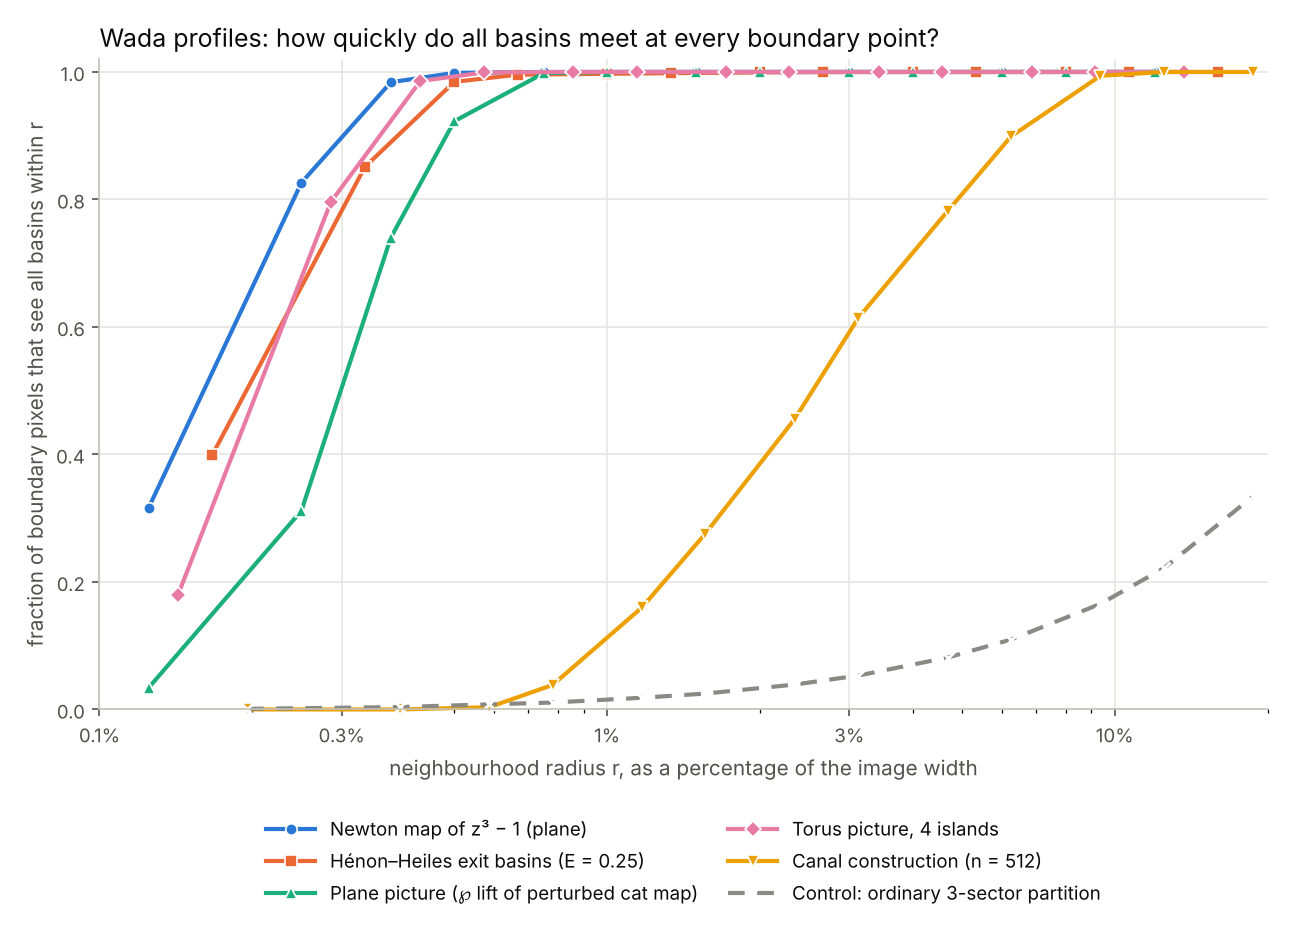 Wada profiles: how quickly do all basins meet at every boundary point?
fraction of boundary pixels that see all basins within r
1.0
0.8
0.6
0.4
0.2
0.0
0.1%
0.3%
1%
3%
10%
neighbourhood radius r, as a percentage of the image width
Newton map of z³ − 1 (plane)
Hénon–Heiles exit basins (E = 0.25)
Plane picture (℘ lift of perturbed cat map)
Torus picture, 4 islands
Canal construction (n = 512)
Control: ordinary 3-sector partition